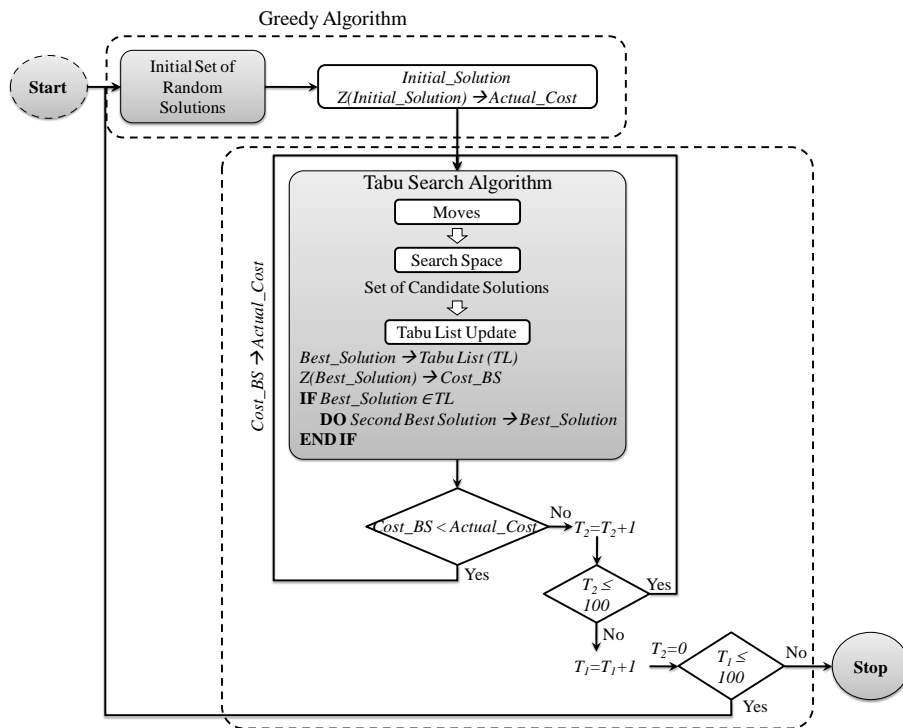 Greedy Algorithm
Start
Initial Set of
Random
Solutions
Initial_Solution
Z(Initial_Solution) → Actual_Cost
Tabu Search Algorithm
Moves
Search Space
Set of Candidate Solutions
Tabu List Update
Best_Solution → Tabu List (TL)
Z(Best_Solution) → Cost_BS
IF Best_Solution ∈ TL
DO Second Best Solution → Best_Solution
END IF
Cost_BS → Actual_Cost
Cost_BS < Actual_Cost
No
T₂=T₂+1
Yes
T₂ ≤
100
Yes
No
T₁=T₁+1
T₂=0
T₁ ≤
100
No
Stop
Yes